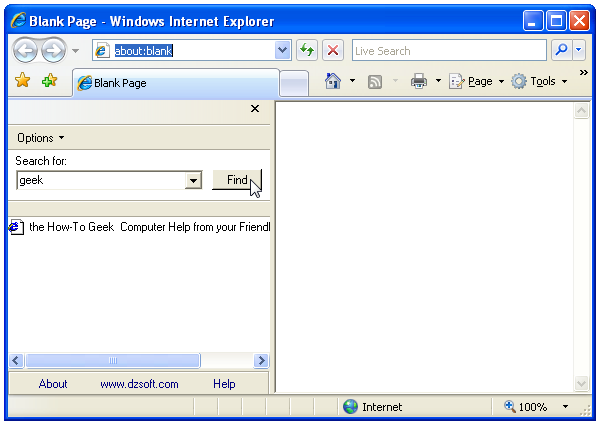 Blank Page - Windows Internet Explorer
about:blank
Live Search
Blank Page
Page
Tools
Options
Search for:
geek
Find
the How-To Geek  Computer Help from your Friendl
About
www.dzsoft.com
Help
Internet
100%